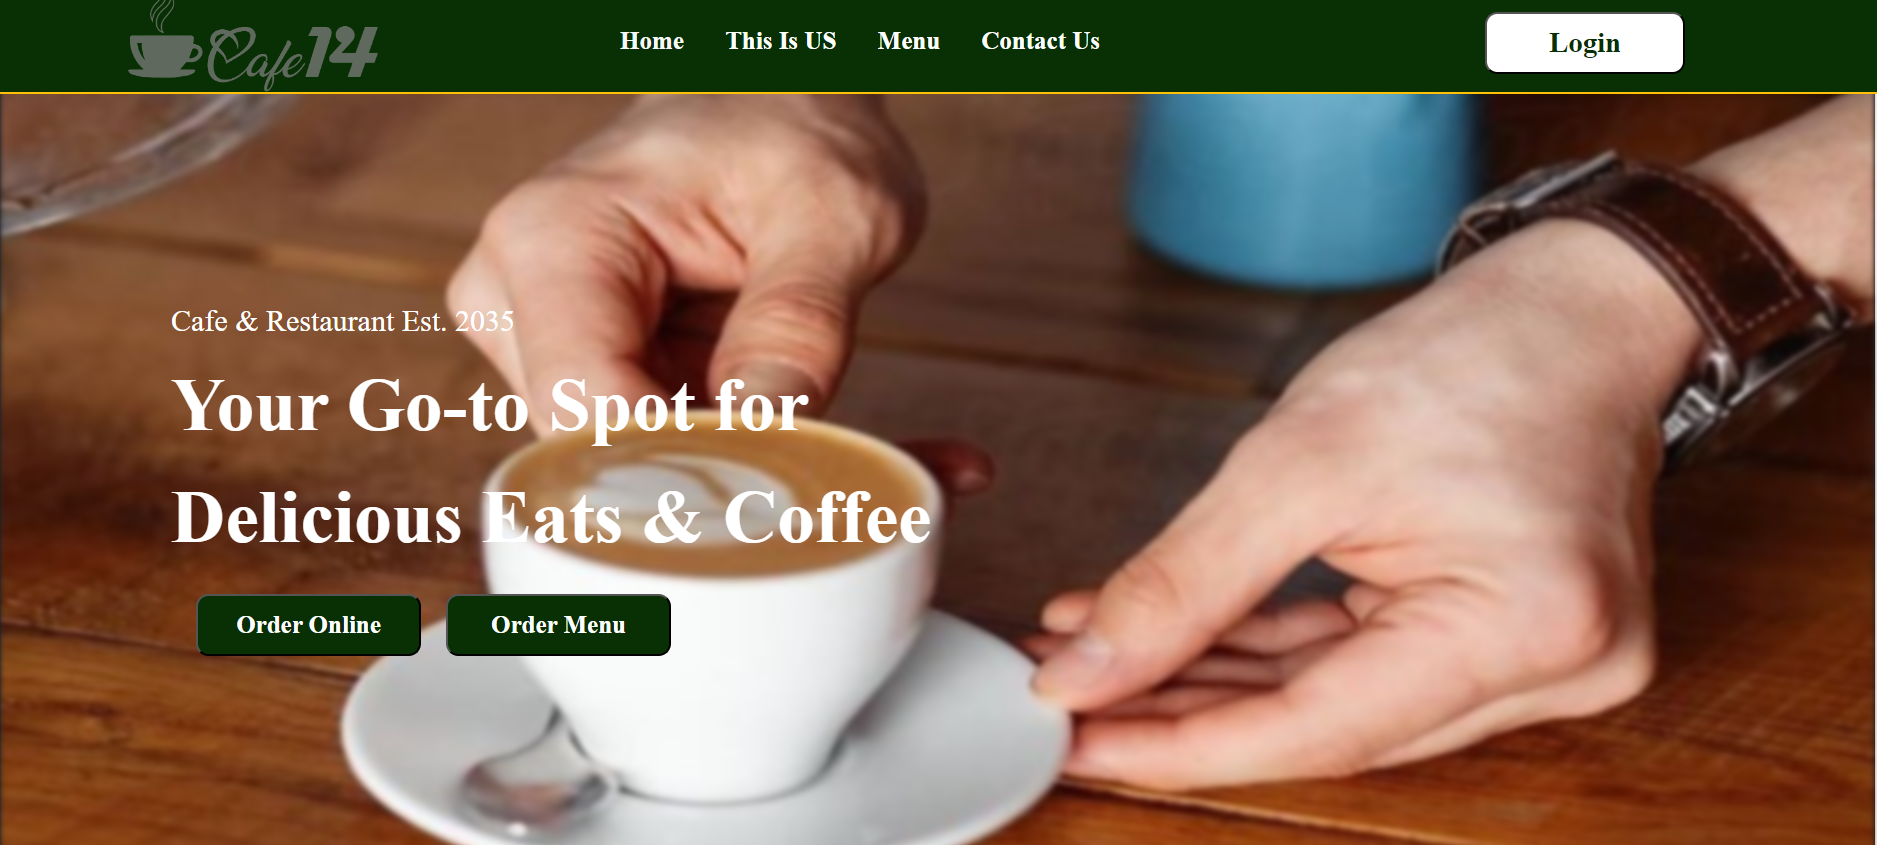 Cafe14
Home This Is US Menu Contact Us
Login
Cafe & Restaurant Est. 2035
Your Go-to Spot for
Delicious Eats & Coffee
Order Online Order Menu